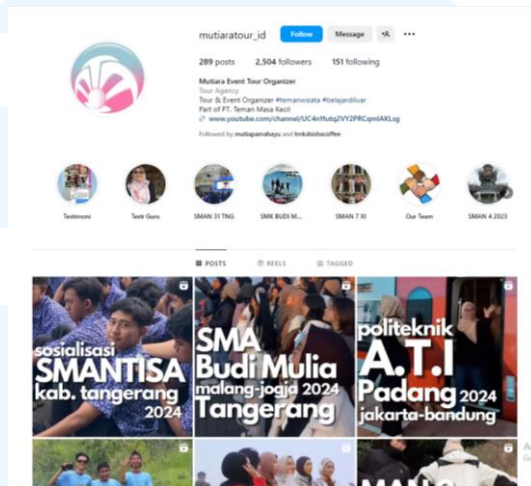 mutiaratour_id
Follow
Message
289 posts
2,504 followers
151 following
Mutiara Event Tour Organizer
Tour Agency
Tour & Event Organizer #temanwisata #belajardiluar
Part of PT. Teman Masa Kecil
Followed by mutiapamahayu and tmkshishacoffee
Testimoni
Testi Guru
SMAN 31 TNG
SMK BUDI M...
SMAN 7 XI
Our Team
SMAN 4 2023
POSTS
REELS
TAGGED
sosialisasi
SMANTISA
kab. tangerang
2024
SMA
Budi Mulia
malang-jogja 2024
Tangerang
politeknik
A.T.I
Padang 2024
jakarta-bandung